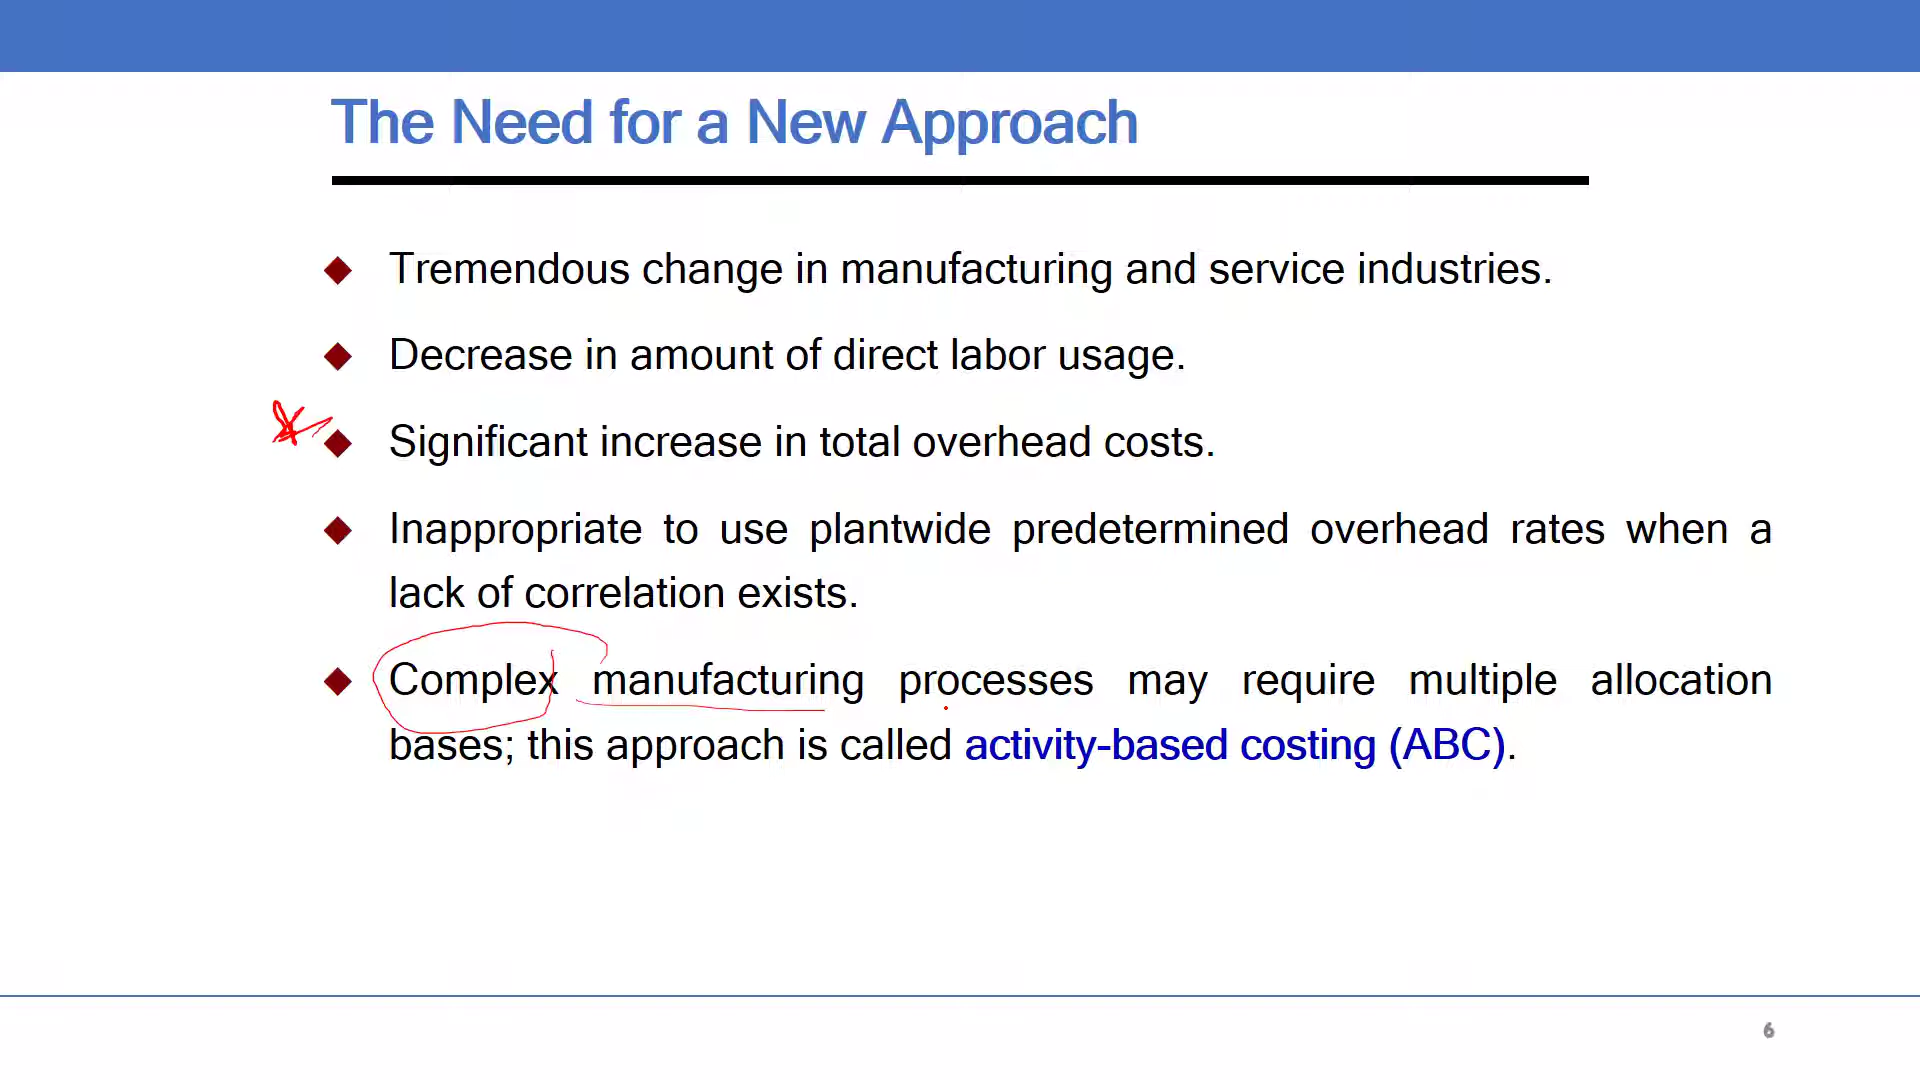 The Need for a New Approach
Tremendous change in manufacturing and service industries.
Decrease in amount of direct labor usage.
Significant increase in total overhead costs.
Inappropriate to use plantwide predetermined overhead rates when a
lack of correlation exists.
Complex manufacturing processes may require multiple allocation
bases; this approach is called activity-based costing (ABC).
6